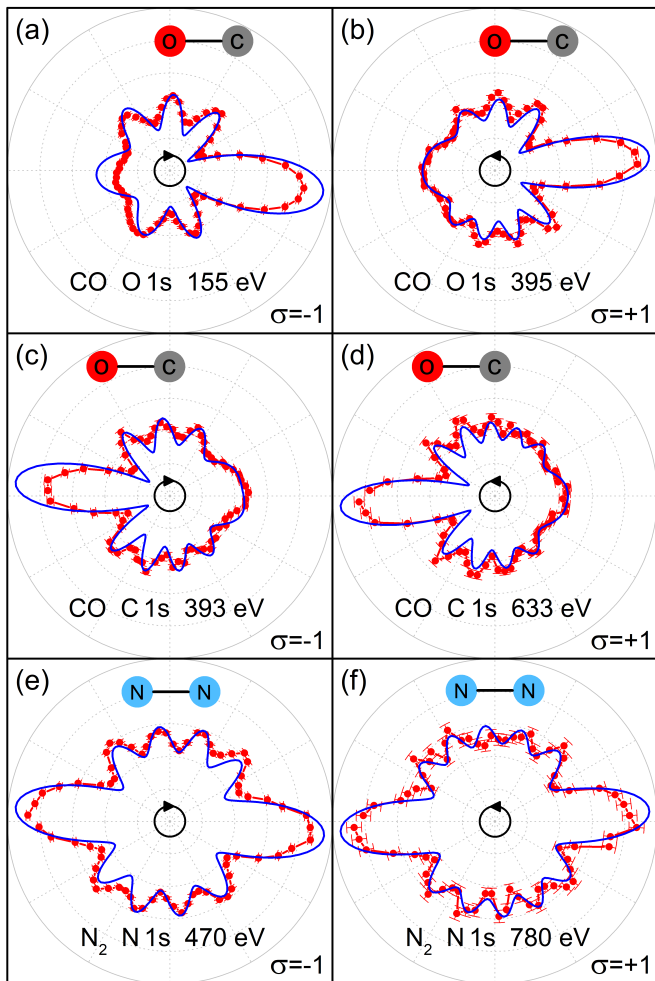 (a)
O C
CO O 1s 155 eV
σ=-1
(b)
O C
CO O 1s 395 eV
σ=+1
(c)
O C
CO C 1s 393 eV
σ=-1
(d)
O C
CO C 1s 633 eV
σ=+1
(e)
N N
N₂ N 1s 470 eV
σ=-1
(f)
N N
N₂ N 1s 780 eV
σ=+1